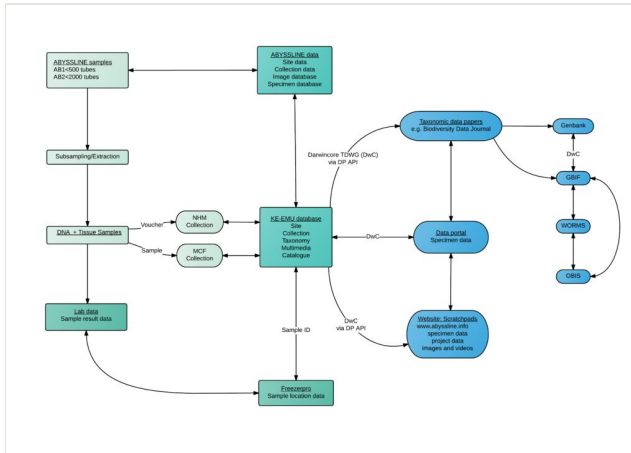 ABYSSLINE samples
AB1<500 tubes
AB2<2000 tubes
ABYSSLINE data
Site data
Collection data
Image database
Specimen database
Taxonomic data papers
e.g. Biodiversity Data Journal
Genbank
DwC
GBIF
Darwincore TDWG (DwC)
via DP API
Subsampling/Extraction
Voucher
NHM
Collection
KE-EMU database
Site
Collection
Taxonomy
Multimedia
Catalogue
DwC
Data portal
Specimen data
WORMS
DNA + Tissue Samples
Sample
MCF
Collection
OBIS
Lab data
Sample result data
Sample ID
DwC
via DP API
Website: Scratchpads
www.abyssline.info
specimen data
project data
images and videos
Freezerpro
Sample location data